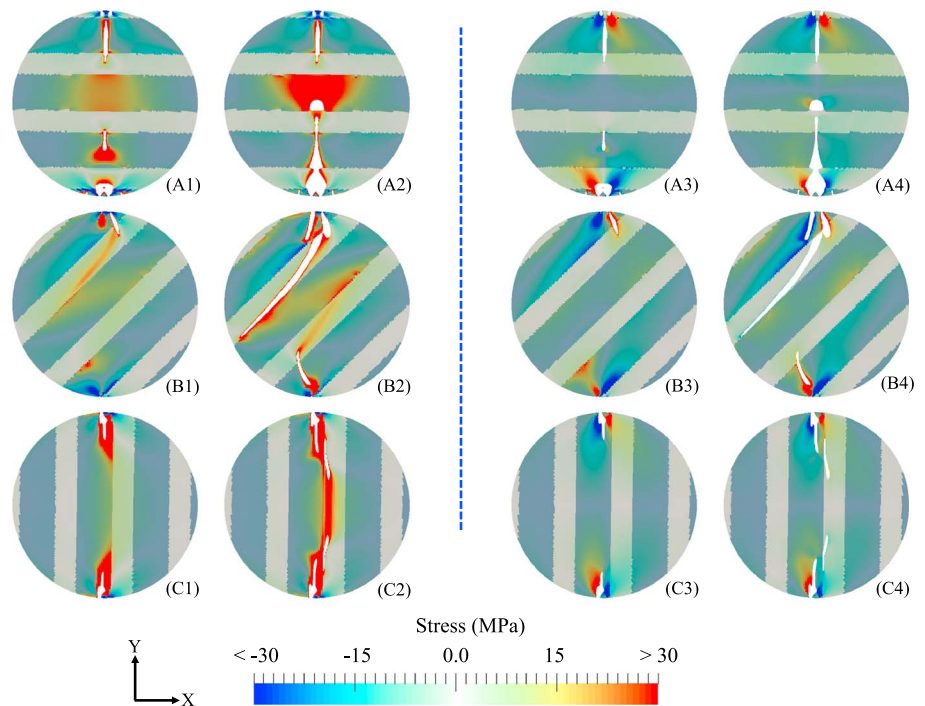 (A1) (A2) (A3) (A4)
(B1) (B2) (B3) (B4)
(C1) (C2) (C3) (C4)
Stress (MPa)
Y
< -30 -15 0.0 15 > 30
X